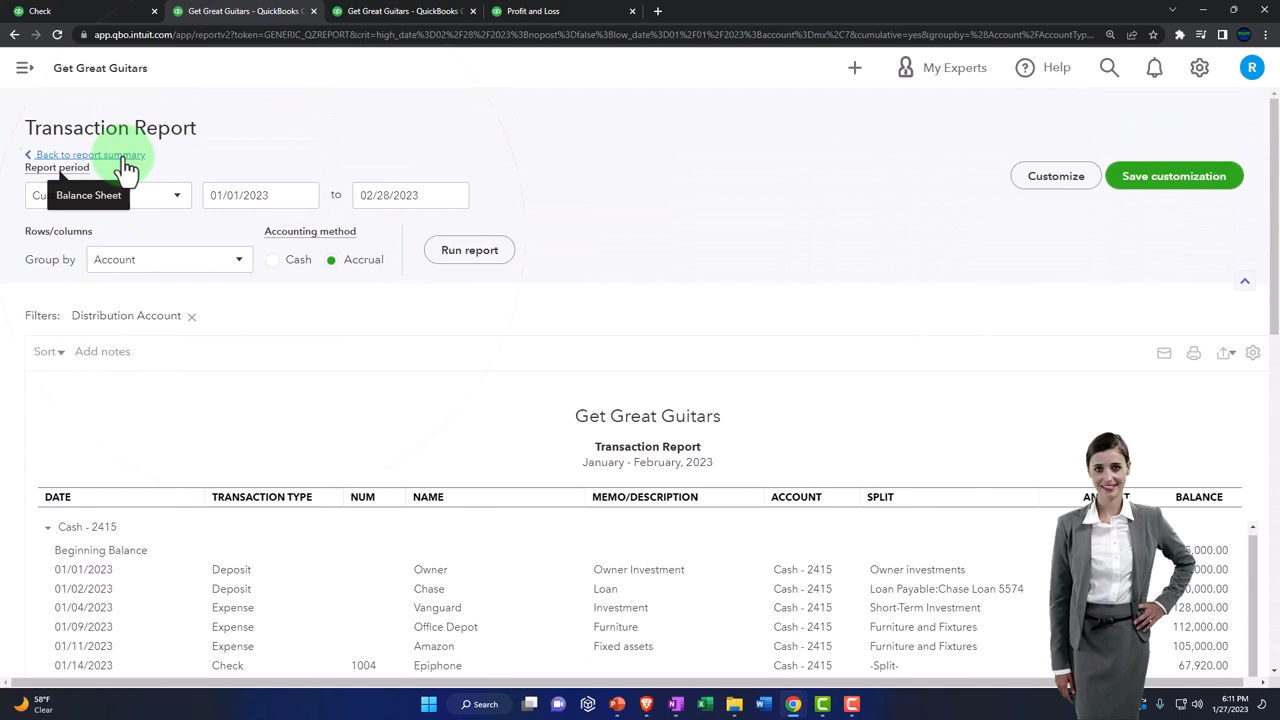 Check
Get Great Guitars - QuickBooks C
Get Great Guitars - QuickBooks C
Profit and Loss
app.qbo.intuit.com/app/reportv2?token=GENERIC_QZREPORT&crit=high_date%3D02%2F28%2F2023%3Bnopost%3Dfalse%3Blow_date%3D01%2F01%2F2023%3Baccount%3Dmx%2C7&cumulative=yes&groupby=%28Account%2FAccountTyp...
Get Great Guitars
My Experts
Help
R
Transaction Report
Back to report summary
Report period
Balance Sheet
01/01/2023 to 02/28/2023
Customize
Save customization
Rows/columns
Accounting method
Group by Account
Cash
Accrual
Run report
Filters: Distribution Account
Sort
Add notes
Get Great Guitars
Transaction Report
January - February, 2023
DATE TRANSACTION TYPE NUM NAME MEMO/DESCRIPTION ACCOUNT SPLIT BALANCE
Cash - 2415
Beginning Balance
01/01/2023 Deposit Owner Owner Investment Cash - 2415 Owner investments
01/02/2023 Deposit Chase Loan Cash - 2415 Loan Payable:Chase Loan 5574
01/04/2023 Expense Vanguard Investment Cash - 2415 Short-Term Investment 128,000.00
01/09/2023 Expense Office Depot Furniture Cash - 2415 Furniture and Fixtures 112,000.00
01/11/2023 Expense Amazon Fixed assets Cash - 2415 Furniture and Fixtures 105,000.00
01/14/2023 Check 1004 Epiphone Cash - 2415 -Split- 67,920.00
58°F
Clear
Search
6:11 PM
1/27/2023